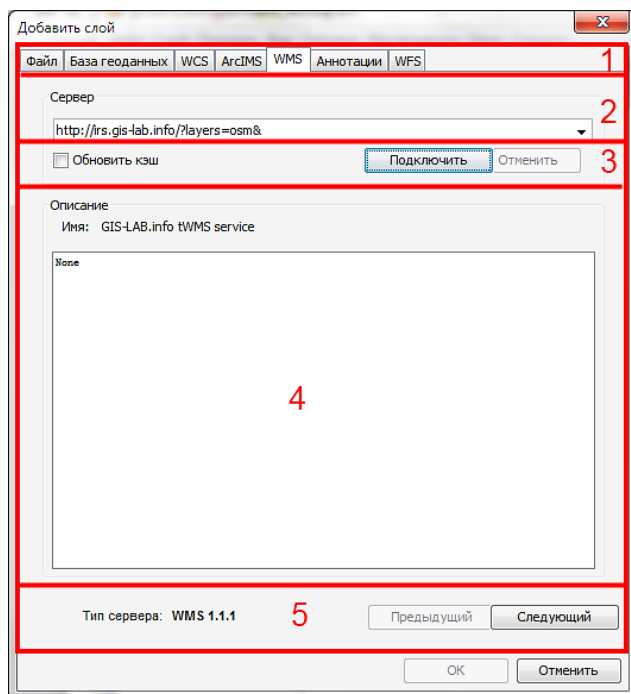 Добавить слой
Файл База геоданных WCS ArcIMS WMS Аннотации WFS 1
Сервер
2
http://irs.gis-lab.info/?layers=osm&
Обновить кэш Подключить Отменить 3
Описание
Имя: GIS-LAB.info tWMS service
None
4
Тип сервера: WMS 1.1.1 5 Предыдущий Следующий
OK Отменить